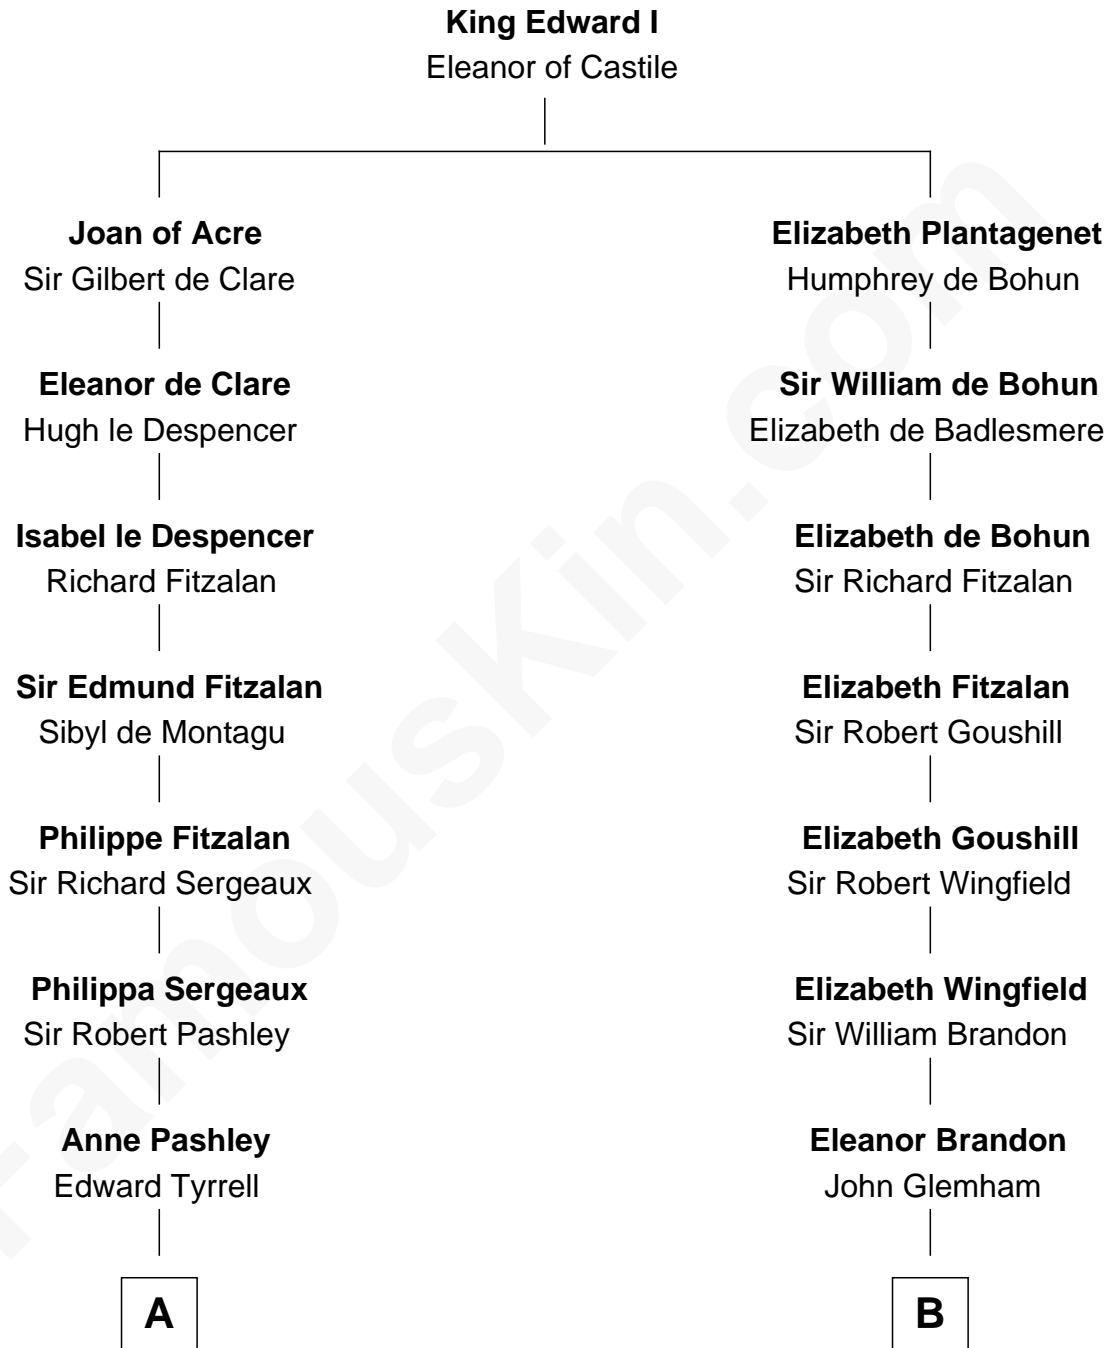 King Edward I
Eleanor of Castile
Joan of Acre
Sir Gilbert de Clare
Eleanor de Clare
Hugh le Despencer
Isabel le Despencer
Richard Fitzalan
Sir Edmund Fitzalan
Sibyl de Montagu
Philippe Fitzalan
Sir Richard Sergeaux
Philippa Sergeaux
Sir Robert Pashley
Anne Pashley
Edward Tyrrell
A
Elizabeth Plantagenet
Humphrey de Bohun
Sir William de Bohun
Elizabeth de Badlesmere
Elizabeth de Bohun
Sir Richard Fitzalan
Elizabeth Fitzalan
Sir Robert Goushill
Elizabeth Goushill
Sir Robert Wingfield
Elizabeth Wingfield
Sir William Brandon
Eleanor Brandon
John Glemham
B
FamousKin.com